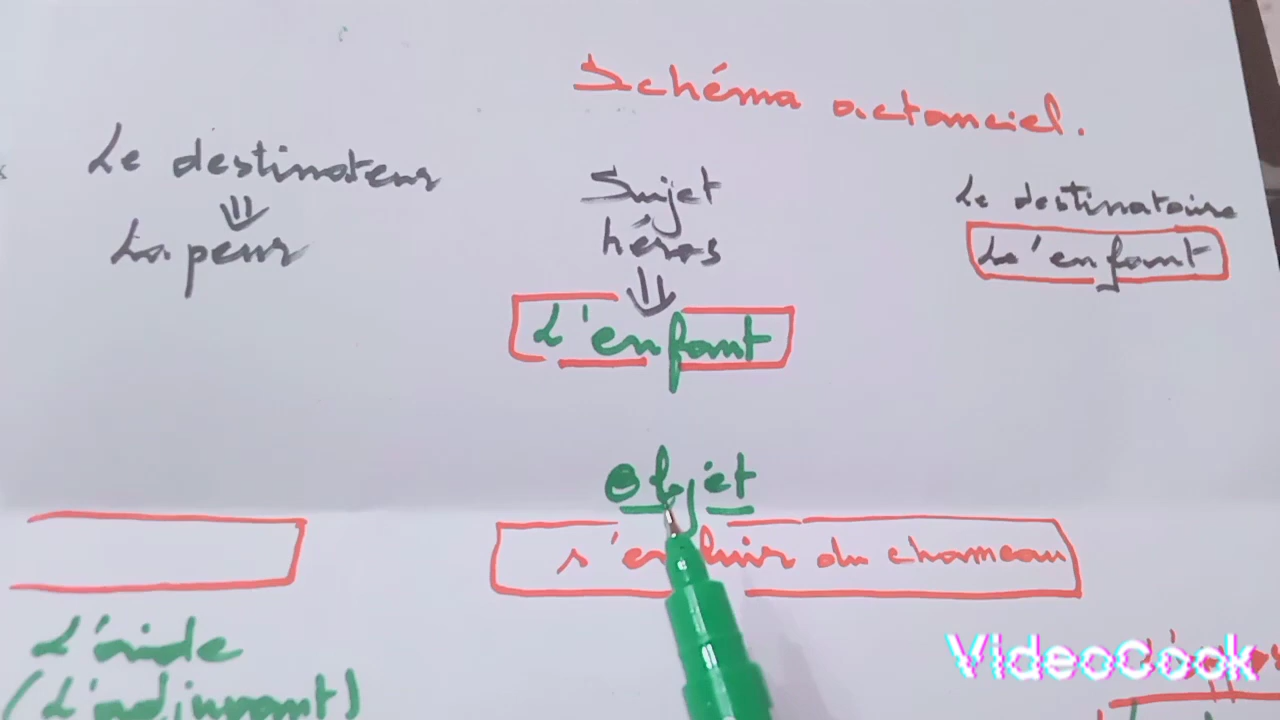 Schéma actanciel.
Le destinateur
La peur
Sujet
héros
L'enfant
Le destinataire
Le'enfant
Objet
s'enfuir du chameau
L'aide
(L'adjuvant)
VideoCook